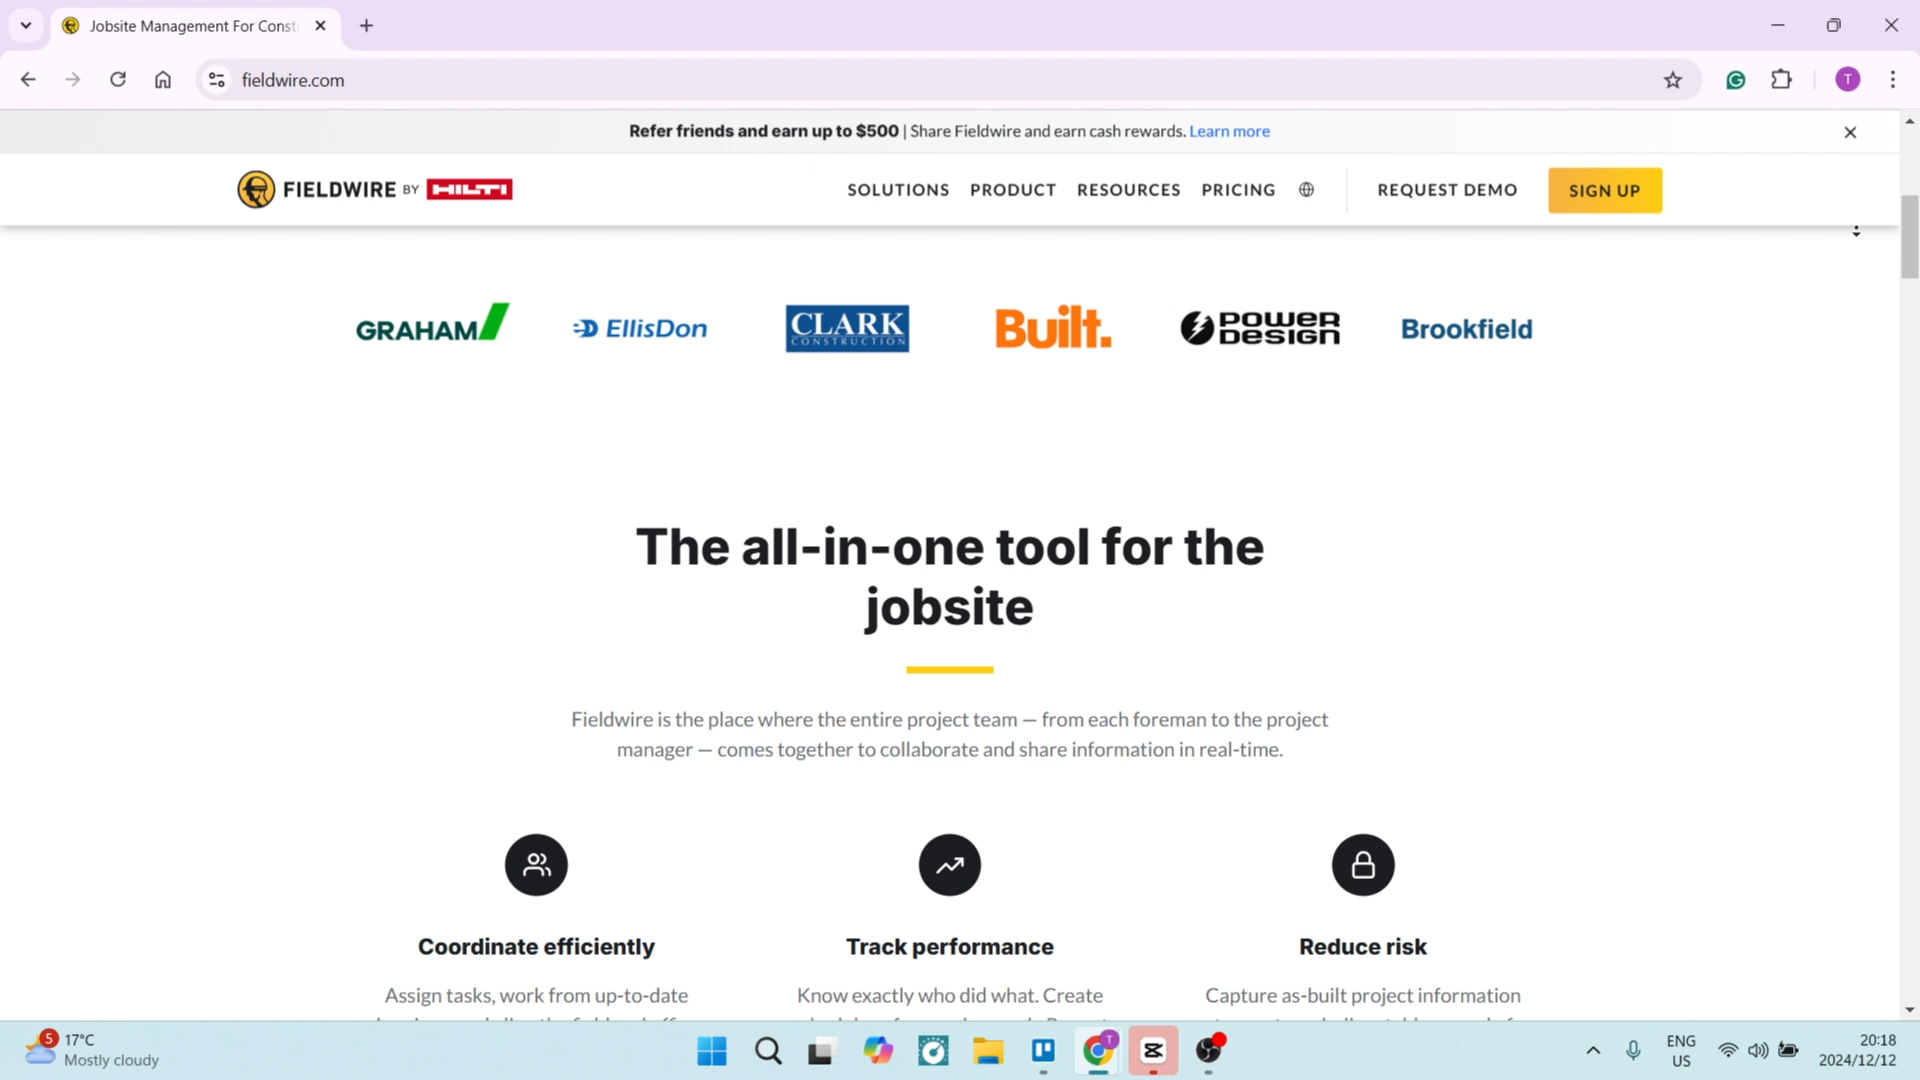 Jobsite Management For Const
fieldwire.com
T
Refer friends and earn up to $500 | Share Fieldwire and earn cash rewards. Learn more
FIELDWIRE BY HILTI
SOLUTIONS PRODUCT RESOURCES PRICING REQUEST DEMO SIGN UP
GRAHAM EllisDon CLARK CONSTRUCTION Built. POWER DESIGN Brookfield
The all-in-one tool for the
jobsite
Fieldwire is the place where the entire project team — from each foreman to the project
manager — comes together to collaborate and share information in real-time.
Coordinate efficiently Track performance Reduce risk
Assign tasks, work from up-to-date Know exactly who did what. Create Capture as-built project information
5 17°C
Mostly cloudy
T
ENG
US
20:18
2024/12/12